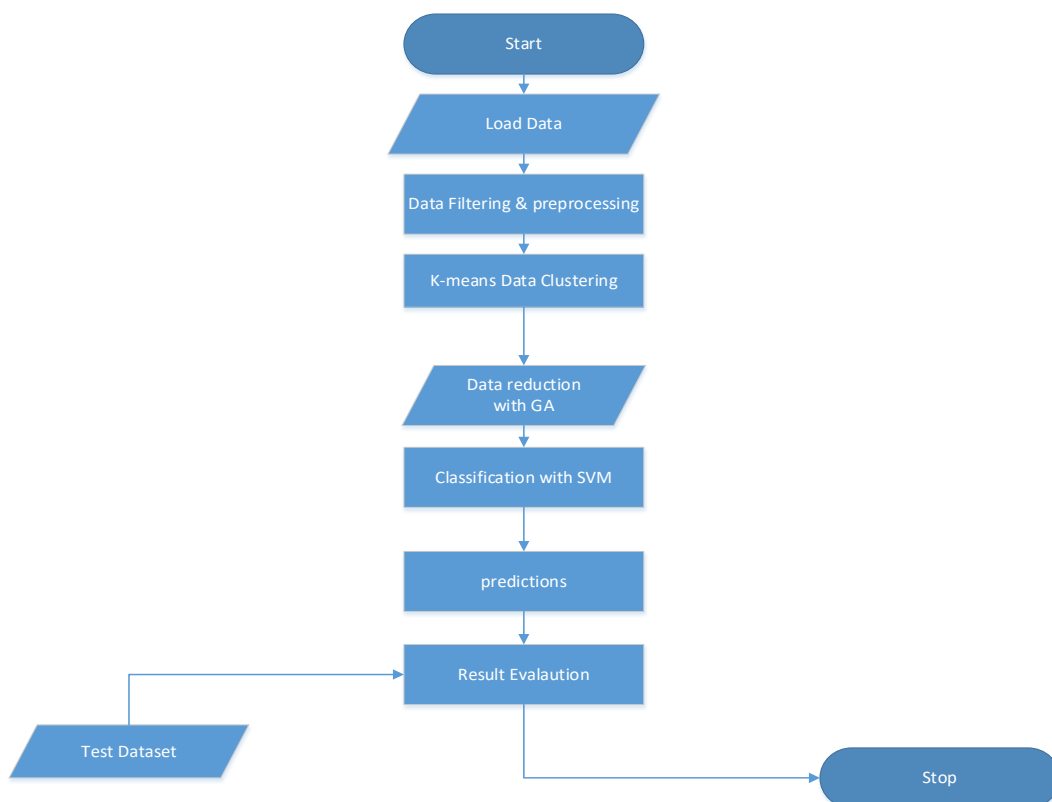 Start
Load Data
Data Filtering & preprocessing
K-means Data Clustering
Data reduction
with GA
Classification with SVM
predictions
Result Evalaution
Test Dataset
Stop